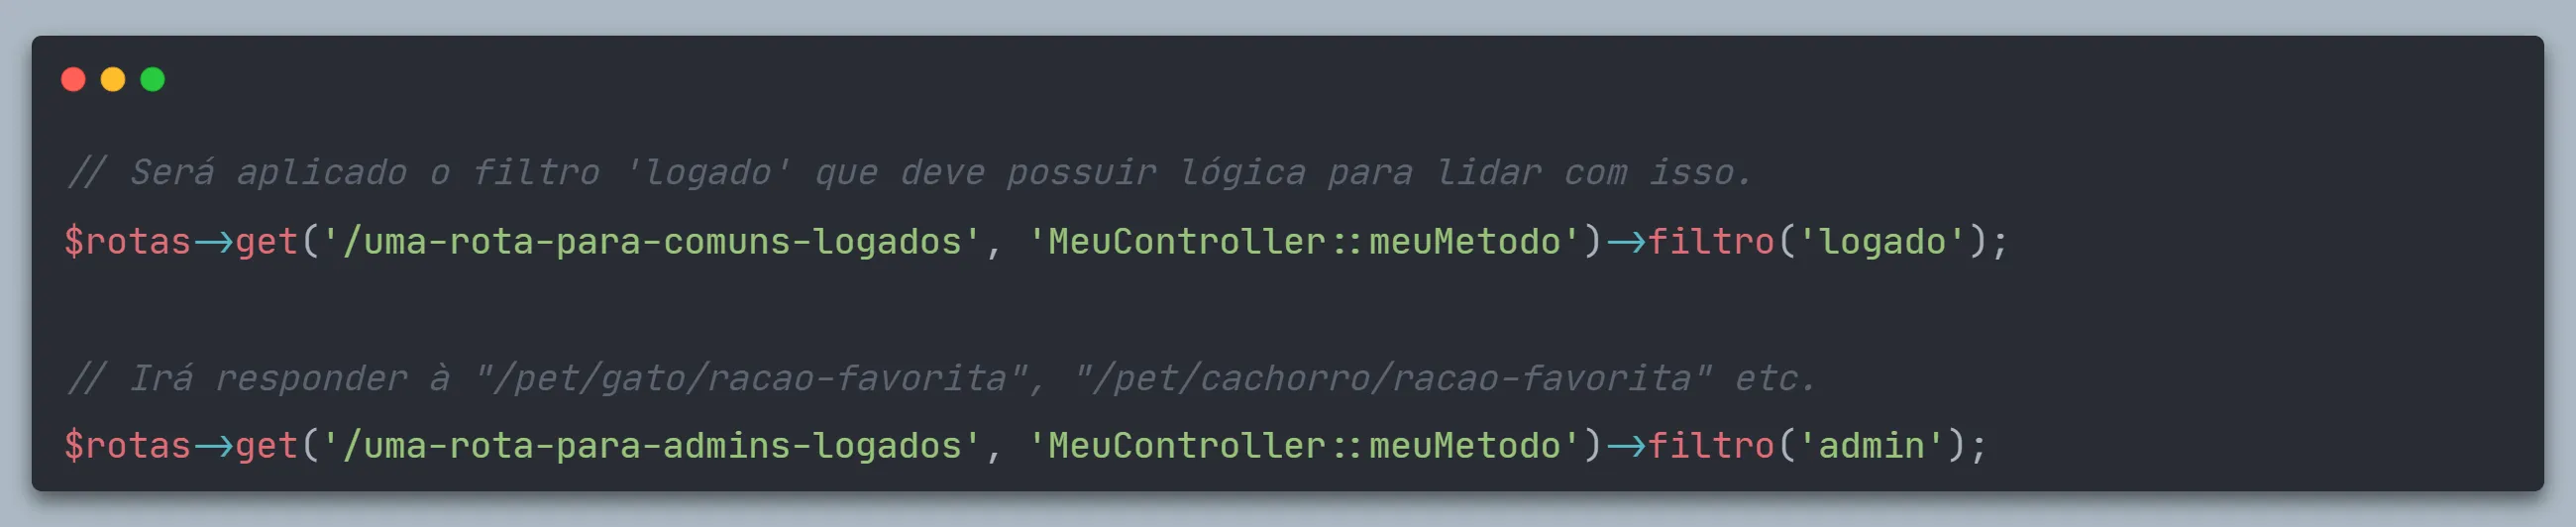 // Será aplicado o filtro 'logado' que deve possuir lógica para lidar com isso.
$rotas->get('/uma-rota-para-comuns-logados', 'MeuController::meuMetodo')->filtro('logado');
// Irá responder à "/pet/gato/racao-favorita", "/pet/cachorro/racao-favorita" etc.
$rotas->get('/uma-rota-para-admins-logados', 'MeuController::meuMetodo')->filtro('admin');